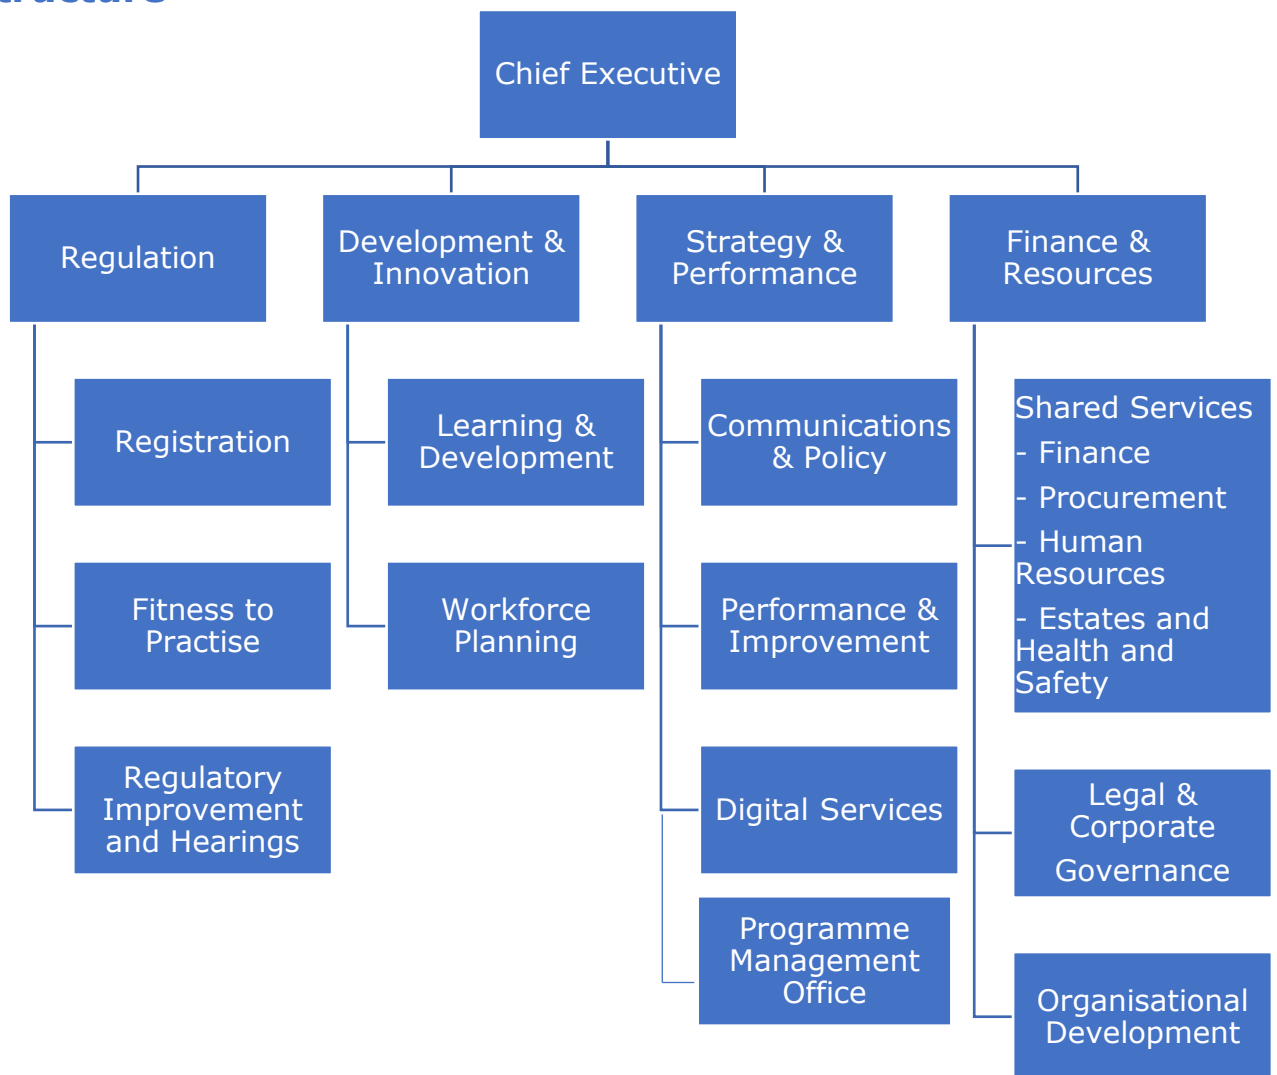 Chief Executive
Regulation
Development &
Innovation
Strategy &
Performance
Finance &
Resources
Registration
Fitness to
Practise
Regulatory
Improvement
and Hearings
Learning &
Development
Workforce
Planning
Communications
& Policy
Performance &
Improvement
Digital Services
Programme
Management
Office
Shared Services
- Finance
- Procurement
- Human
Resources
- Estates and
Health and
Safety
Legal &
Corporate
Governance
Organisational
Development